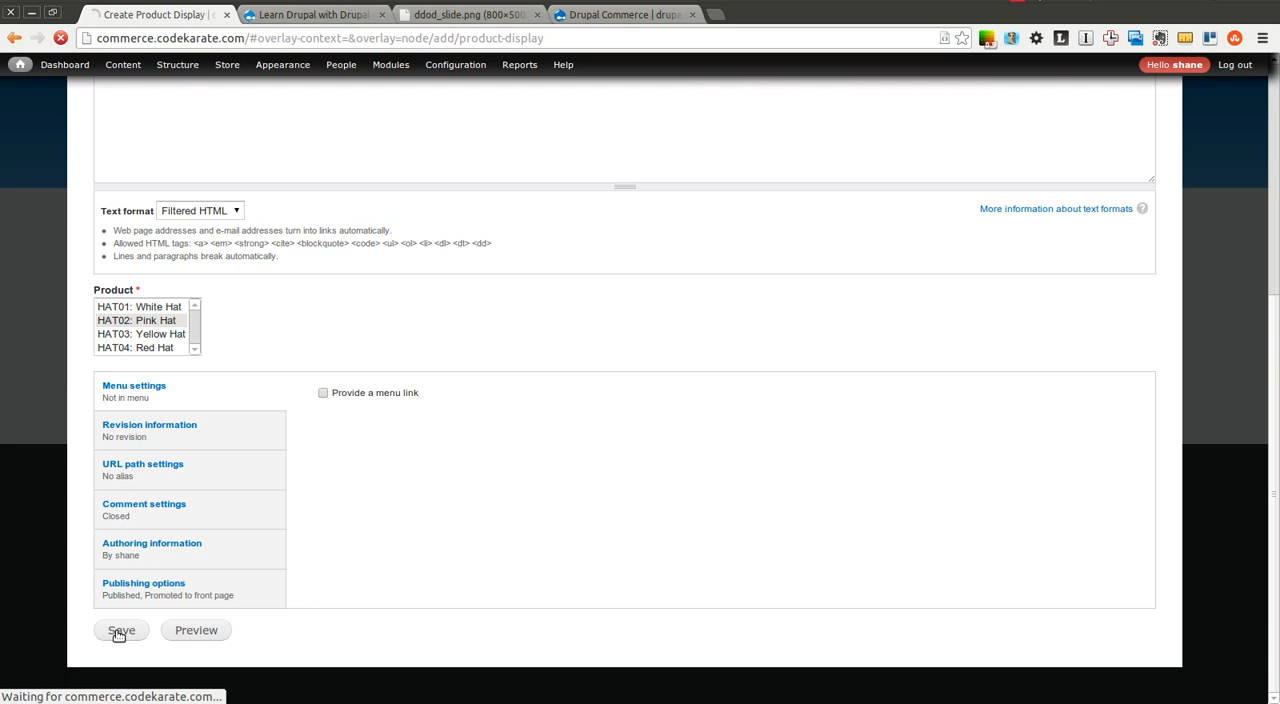 Create Product Display | c
Learn Drupal with Drupal
ddod_slide.png (800×500
Drupal Commerce | drupa
commerce.codekarate.com/#overlay-context=&overlay=node/add/product-display
Dashboard Content Structure Store Appearance People Modules Configuration Reports Help Hello shane Log out
Text format Filtered HTML More information about text formats ?
Web page addresses and e-mail addresses turn into links automatically.
Allowed HTML tags: <a> <em> <strong> <cite> <blockquote> <code> <ul> <ol> <li> <dl> <dt> <dd>
Lines and paragraphs break automatically.
Product *
HAT01: White Hat
HAT02: Pink Hat
HAT03: Yellow Hat
HAT04: Red Hat
Menu settings
Not in menu
Provide a menu link
Revision information
No revision
URL path settings
No alias
Comment settings
Closed
Authoring information
By shane
Publishing options
Published, Promoted to front page
Save Preview
Waiting for commerce.codekarate.com...